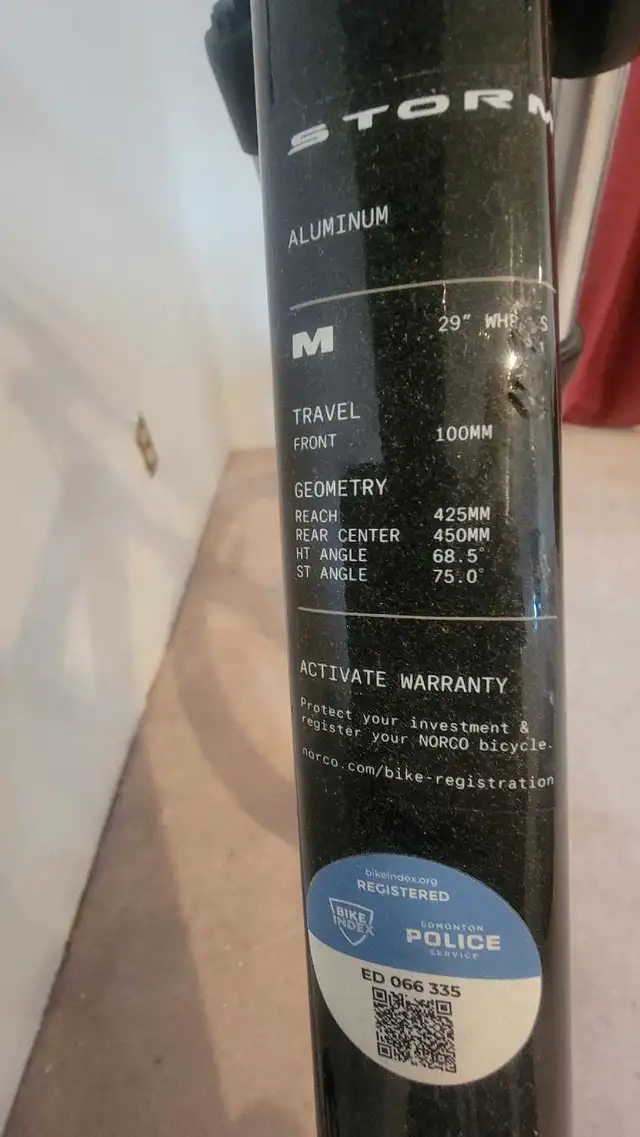 STORM
ALUMINUM
M
29"
TRAVEL
FRONT 100MM
GEOMETRY
REACH 425MM
REAR CENTER 450MM
HT ANGLE 68.5°
ST ANGLE 75.0°
ACTIVATE WARRANTY
Protect your investment &
register your NORCO bicycle.
norco.com/bike-registration
bikeindex.org
REGISTERED
BIKE
INDEX
EDMONTON
POLICE
SERVICE
ED 066 335